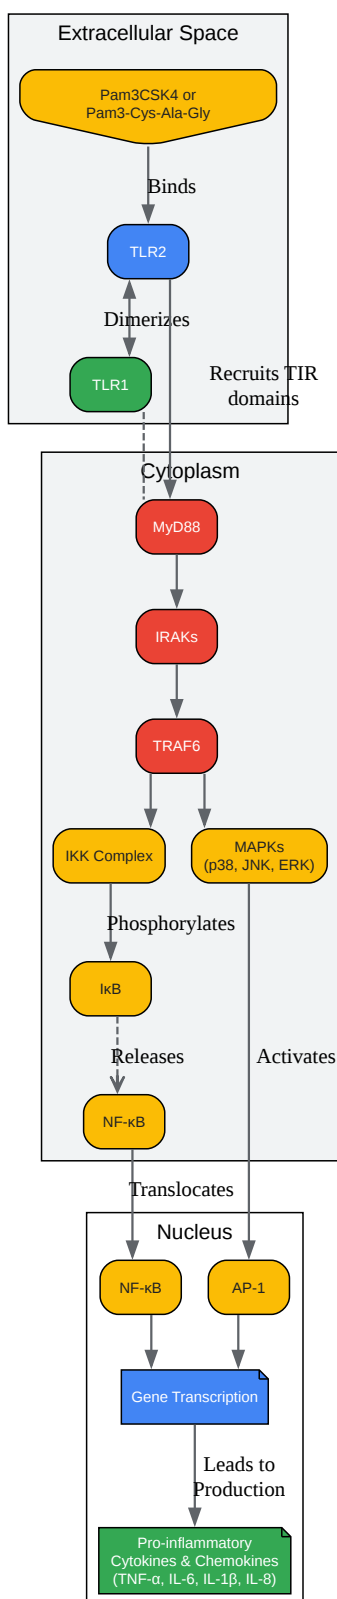 Extracellular Space
Pam3CSK4 or
Pam3-Cys-Ala-Gly
Binds
TLR2
Dimerizes
TLR1
Recruits TIR
domains
Cytoplasm
MyD88
IRAKs
TRAF6
IKK Complex
MAPKs
(p38, JNK, ERK)
Phosphorylates
IκB
Releases
Activates
NF-κB
Translocates
Nucleus
NF-κB
AP-1
Gene Transcription
Leads to
Production
Pro-inflammatory
Cytokines & Chemokines
(TNF-α, IL-6, IL-1β, IL-8)